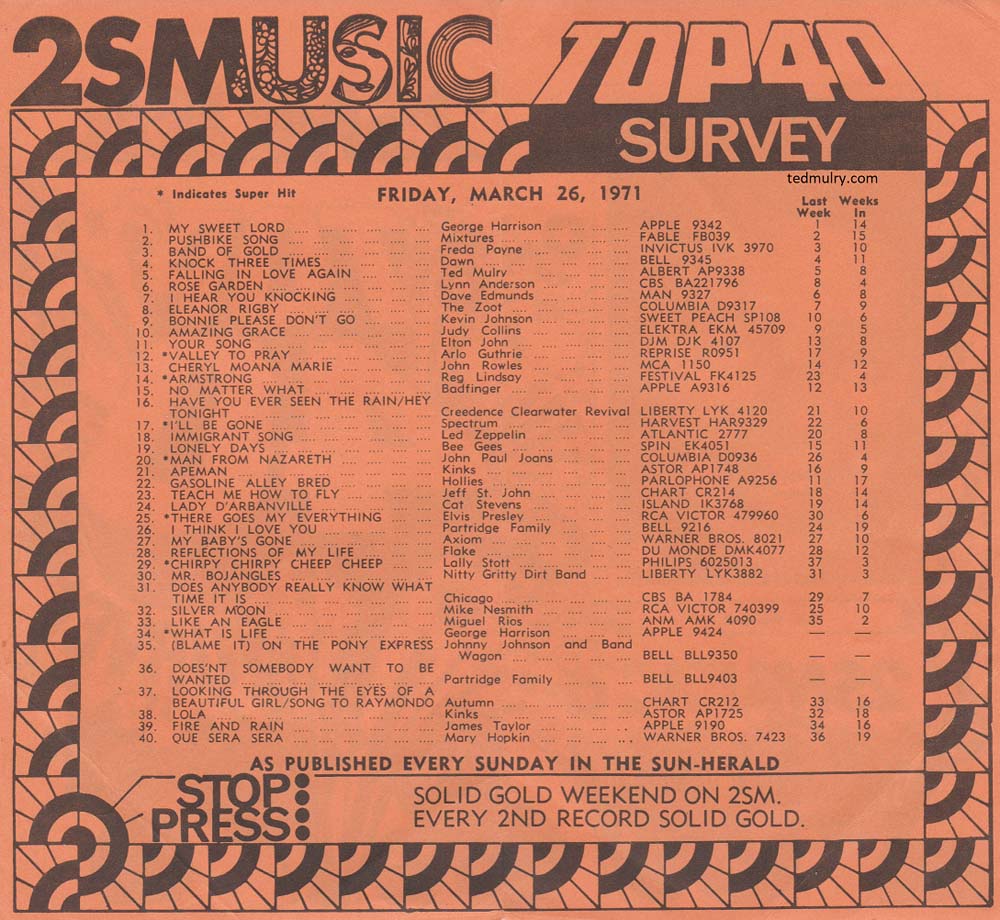 2SMUSIC TOP40
SURVEY
tedmulry.com
* Indicates Super Hit FRIDAY, MARCH 26, 1971 Last Week Weeks In
1. MY SWEET LORD George Harrison APPLE 9342 1 14
2. PUSHBIKE SONG Mixtures FABLE FB039 2 15
3. BAND OF GOLD Freda Payne INVICTUS IVK 3970 3 10
4. KNOCK THREE TIMES Dawn BELL 9345 4 11
5. FALLING IN LOVE AGAIN Ted Mulry ALBERT AP9338 5 8
6. ROSE GARDEN Lynn Anderson CBS BA221796 8 4
7. I HEAR YOU KNOCKING Dave Edmunds MAN 9327 6 8
8. ELEANOR RIGBY The Zoot COLUMBIA D9317 7 9
9. BONNIE PLEASE DON'T GO Kevin Johnson SWEET PEACH SP108 10 6
10. AMAZING GRACE Judy Collins ELEKTRA EKM 45709 9 5
11. YOUR SONG Elton John DJM DJK 4107 13 8
12. *VALLEY TO PRAY Arlo Guthrie REPRISE R0951 17 9
13. CHERYL MOANA MARIE John Rowles MCA 1150 14 12
14. *ARMSTRONG Reg Lindsay FESTIVAL FK4125 23 4
15. NO MATTER WHAT Badfinger APPLE A9316 12 13
16. HAVE YOU EVER SEEN THE RAIN/HEY
TONIGHT Creedence Clearwater Revival LIBERTY LYK 4120 21 10
17. *I'LL BE GONE Spectrum HARVEST HAR9329 22 6
18. IMMIGRANT SONG Led Zeppelin ATLANTIC 2777 20 8
19. LONELY DAYS Bee Gees SPIN EK4051 15 11
20. *MAN FROM NAZARETH John Paul Joans COLUMBIA D0936 26 4
21. APEMAN Kinks ASTOR AP1748 16 9
22. GASOLINE ALLEY BRED Hollies PARLOPHONE A9256 11 17
23. TEACH ME HOW TO FLY Jeff St. John CHART CR214 18 14
24. LADY D'ARBANVILLE Cat Stevens ISLAND IK3768 19 14
25. *THERE GOES MY EVERYTHING Elvis Presley RCA VICTOR 479960 30 6
26. I THINK I LOVE YOU Partridge Family BELL 9216 24 19
27. MY BABY'S GONE Axiom WARNER BROS. 8021 27 10
28. REFLECTIONS OF MY LIFE Flake DU MONDE DMK4077 28 12
29. *CHIRPY CHIRPY CHEEP CHEEP Lally Stott PHILIPS 6025013 37 3
30. MR. BOJANGLES Nitty Gritty Dirt Band LIBERTY LYK3882 31 3
31. DOES ANYBODY REALLY KNOW WHAT
TIME IT IS Chicago CBS BA 1784 29 7
32. SILVER MOON Mike Nesmith RCA VICTOR 740399 25 10
33. LIKE AN EAGLE Miguel Rios ANM AMK 4090 35 2
34. *WHAT IS LIFE George Harrison APPLE 9424 — —
35. (BLAME IT) ON THE PONY EXPRESS Johnny Johnson and Band
Wagon BELL BLL9350 — —
36. DOES'NT SOMEBODY WANT TO BE
WANTED Partridge Family BELL BLL9403 — —
37. LOOKING THROUGH THE EYES OF A
BEAUTIFUL GIRL/SONG TO RAYMONDO Autumn CHART CR212 33 16
38. LOLA Kinks ASTOR AP1725 32 18
39. FIRE AND RAIN James Taylor APPLE 9190 34 16
40. QUE SERA SERA Mary Hopkin WARNER BROS. 7423 36 19
AS PUBLISHED EVERY SUNDAY IN THE SUN-HERALD
STOP PRESS:
SOLID GOLD WEEKEND ON 2SM.
EVERY 2ND RECORD SOLID GOLD.